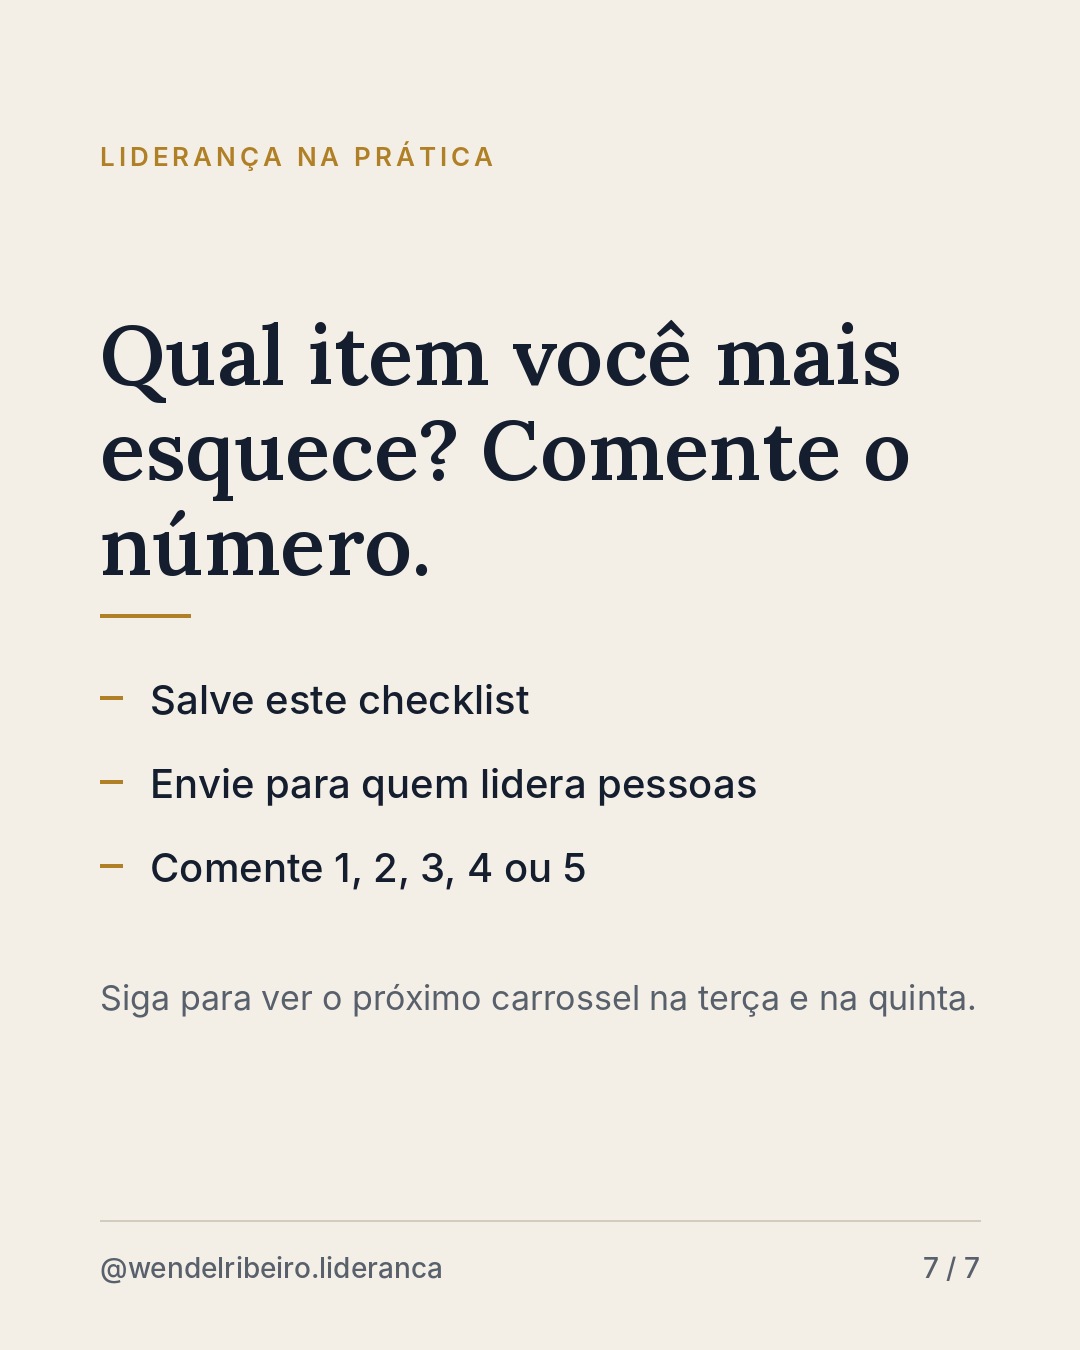 LIDERANÇA NA PRÁTICA
Qual item você mais
esquece? Comente o
número.
– Salve este checklist
– Envie para quem lidera pessoas
– Comente 1, 2, 3, 4 ou 5
Siga para ver o próximo carrossel na terça e na quinta.
@wendelribeiro.lideranca
7 / 7